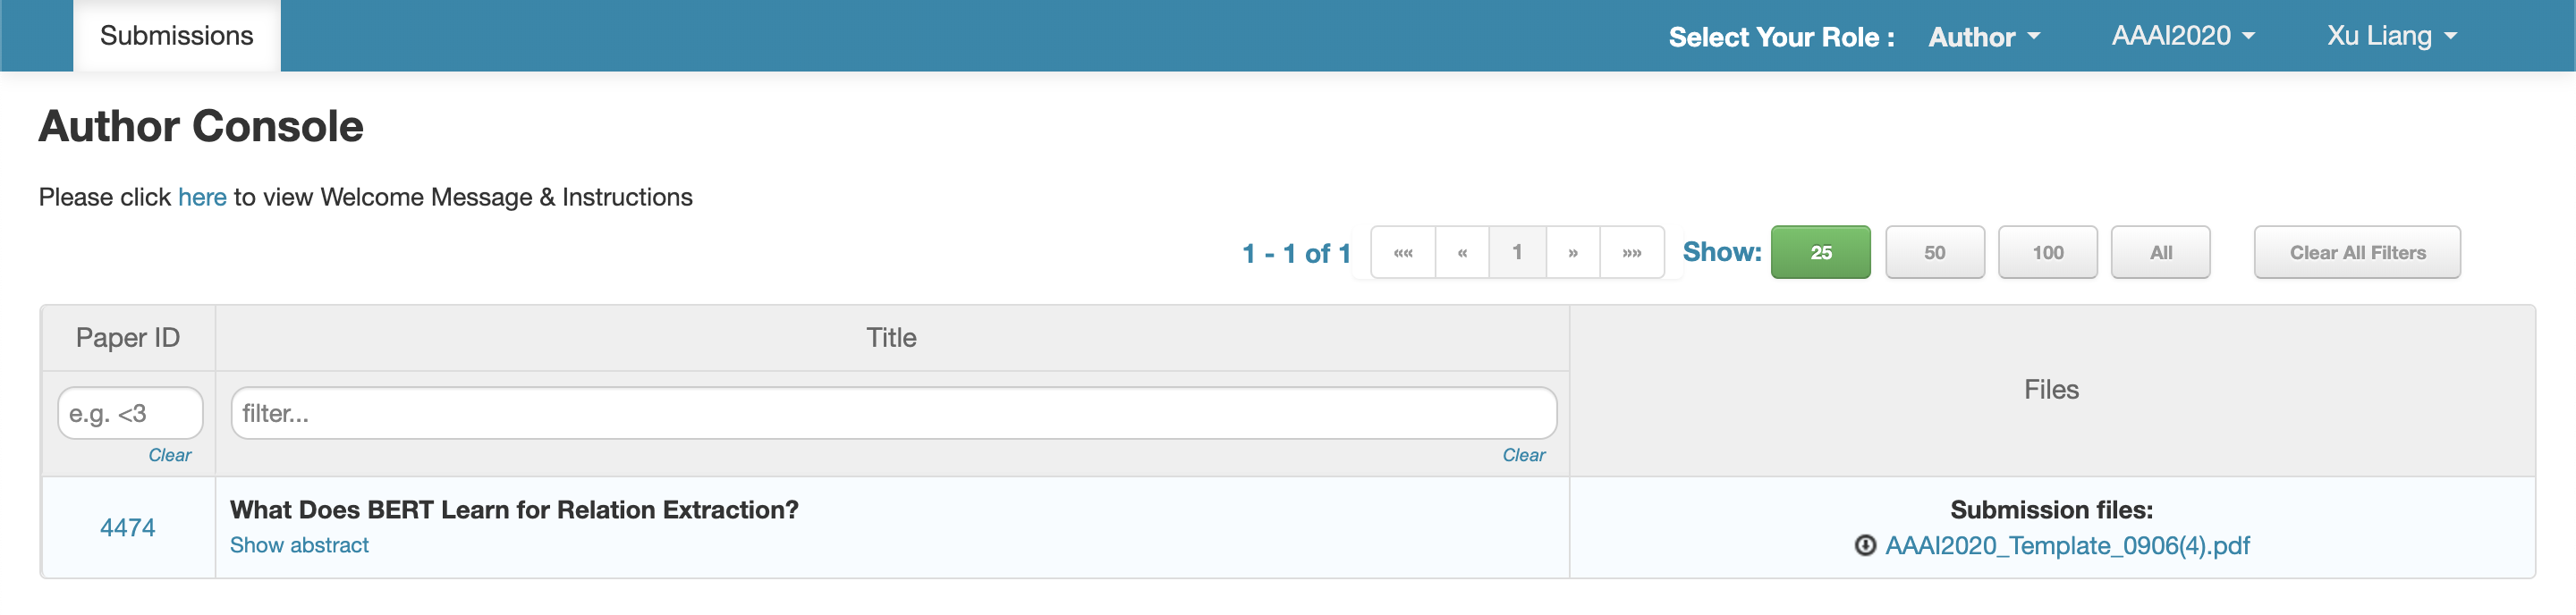 Submissions
Select Your Role : Author AAAI2020 Xu Liang
Author Console
Please click here to view Welcome Message & Instructions
1 - 1 of 1 «« « 1 » »» Show: 25 50 100 All Clear All Filters
Paper ID Title Files
e.g. <3 filter...
Clear Clear
4474 What Does BERT Learn for Relation Extraction? Submission files:
Show abstract AAAI2020_Template_0906(4).pdf